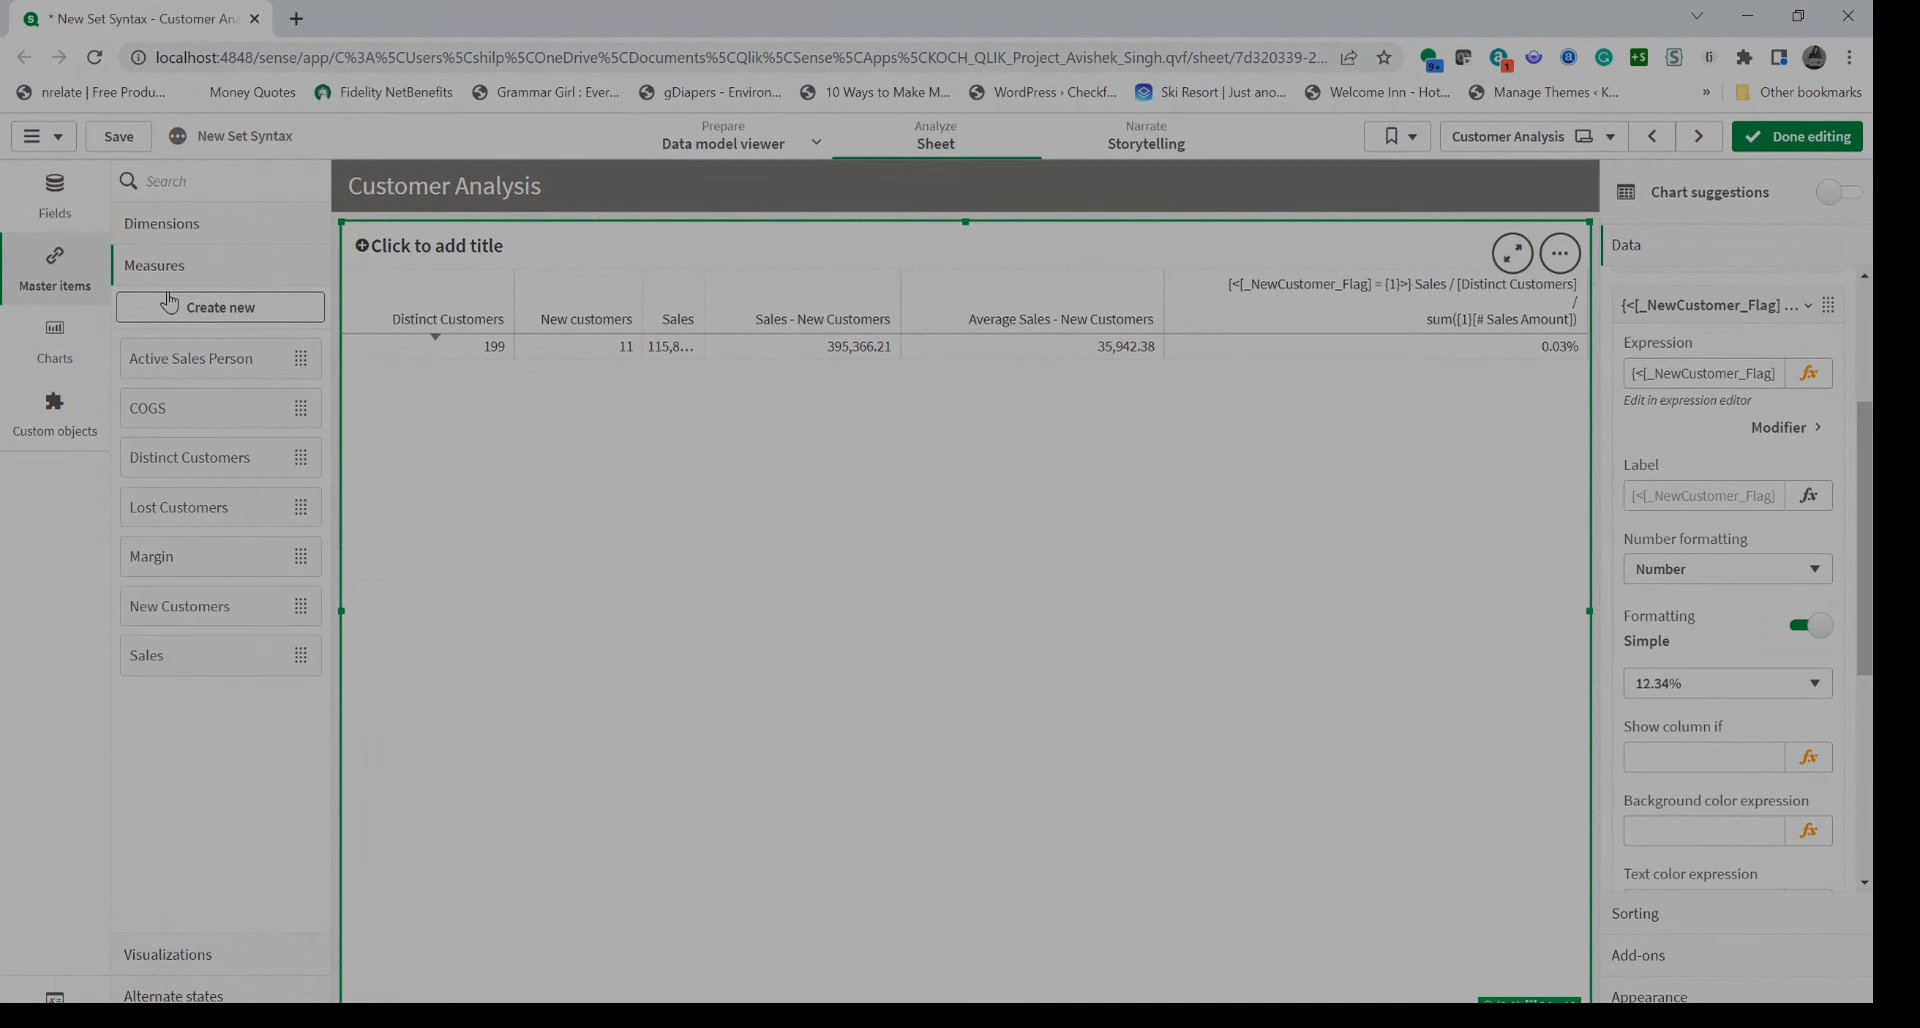 * New Set Syntax - Customer Ana
localhost:4848/sense/app/C%3A%5CUsers%5Cshilp%5COneDrive%5CDocuments%5CQlik%5CSense%5CApps%5CKOCH_QLIK_Project_Avishek_Singh.qvf/sheet/7d320339-2...
9+
1
+S
nrelate | Free Produ...
Money Quotes
Fidelity NetBenefits
Grammar Girl : Ever...
gDiapers - Environ...
10 Ways to Make M...
WordPress › Checkf...
Ski Resort | Just ano...
Welcome Inn - Hot...
Manage Themes ‹ K...
»
Other bookmarks
Save
New Set Syntax
Prepare
Data model viewer
Analyze
Sheet
Narrate
Storytelling
Customer Analysis
Done editing
Fields
Master items
Charts
Custom objects
Search
Dimensions
Measures
Create new
Active Sales Person
COGS
Distinct Customers
Lost Customers
Margin
New Customers
Sales
Visualizations
Alternate states
Customer Analysis
Click to add title
{<[_NewCustomer_Flag] = {1}>} Sales / [Distinct Customers]
/
Distinct Customers
New customers
Sales
Sales - New Customers
Average Sales - New Customers
sum({1}[# Sales Amount])
199
11
115,8...
395,366.21
35,942.38
0.03%
Chart suggestions
Data
{<[_NewCustomer_Flag] ...
Expression
{<[_NewCustomer_Flag]
fx
Edit in expression editor
Modifier
Label
{<[_NewCustomer_Flag]
fx
Number formatting
Number
Formatting
Simple
12.34%
Show column if
fx
Background color expression
fx
Text color expression
Sorting
Add-ons
Appearance